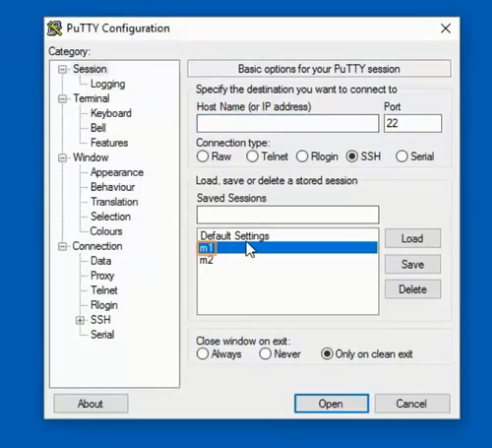 PuTTY Configuration
Category:
Session
Logging
Terminal
Keyboard
Bell
Features
Window
Appearance
Behaviour
Translation
Selection
Colours
Connection
Data
Proxy
Telnet
Rlogin
SSH
Serial
Basic options for your PuTTY session
Specify the destination you want to connect to
Host Name (or IP address) Port
22
Connection type:
Raw Telnet Rlogin SSH Serial
Load, save or delete a stored session
Saved Sessions
Default Settings
m1
m2
Load
Save
Delete
Close window on exit:
Always Never Only on clean exit
About Open Cancel